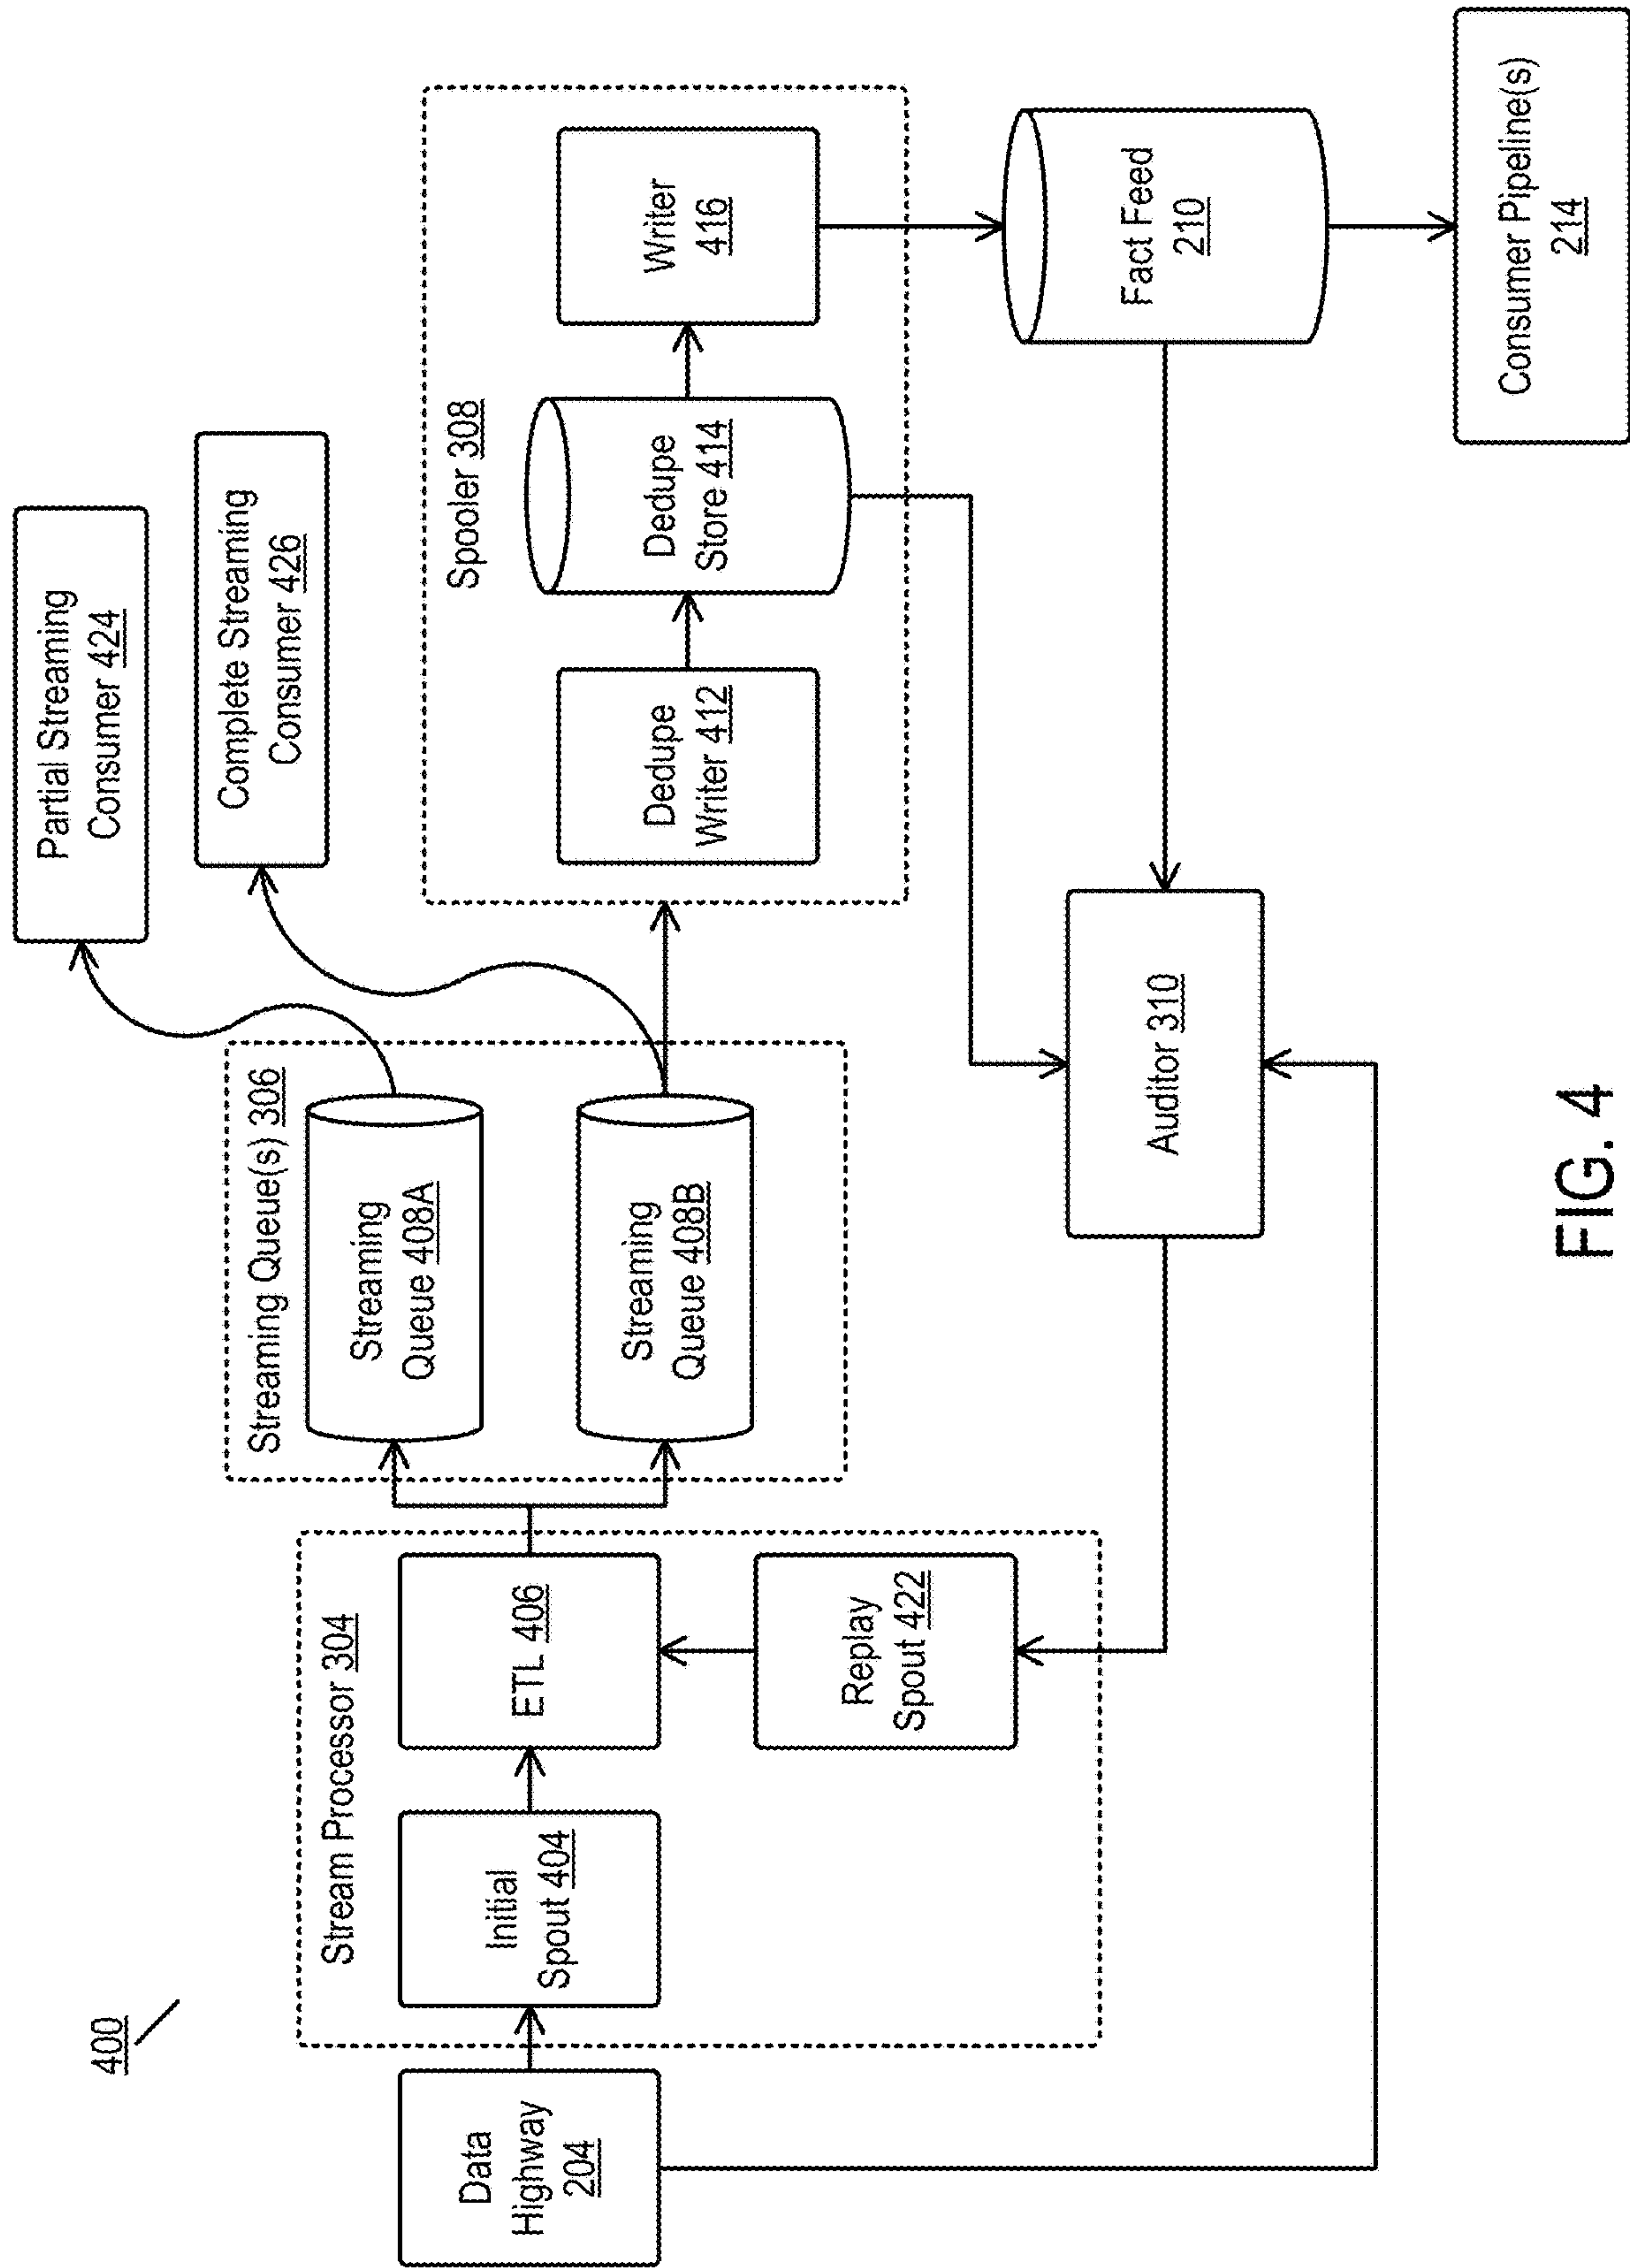 400
Partial Streaming
Consumer 424
Complete Streaming
Consumer 426
Streaming Queue(s) 306
Stream Processor 304
Spooler 308
Data
Highway
204
Initial
Spout 404
ETL 406
Streaming
Queue 408A
Streaming
Queue 408B
Dedupe
Writer 412
Dedupe
Store 414
Writer
416
Replay
Spout 422
Auditor 310
Fact Feed
210
Consumer Pipeline(s)
214
FIG. 4